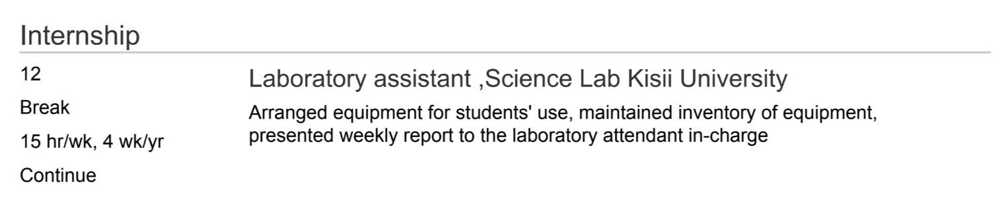 Internship
12
Break
15 hr/wk, 4 wk/yr
Continue
Laboratory assistant ,Science Lab Kisii University
Arranged equipment for students' use, maintained inventory of equipment,
presented weekly report to the laboratory attendant in-charge